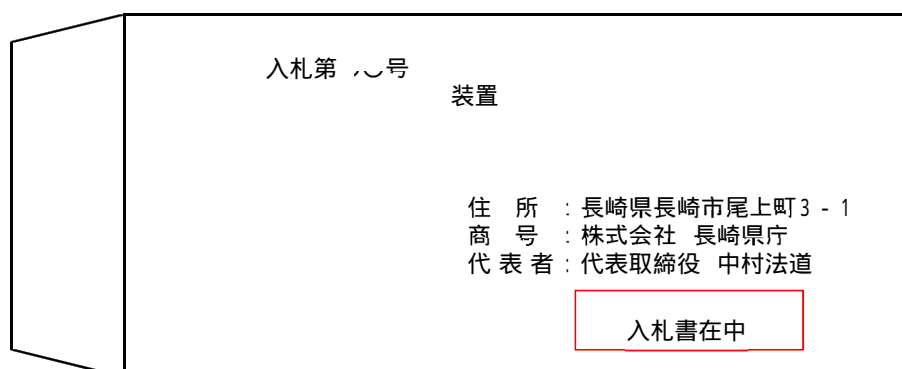 入札第 号
装置
住　所　：長崎県長崎市尾上町3‐1
商　号　：株式会社 長崎県庁
代 表 者：代表取締役 中村法道
入札書在中